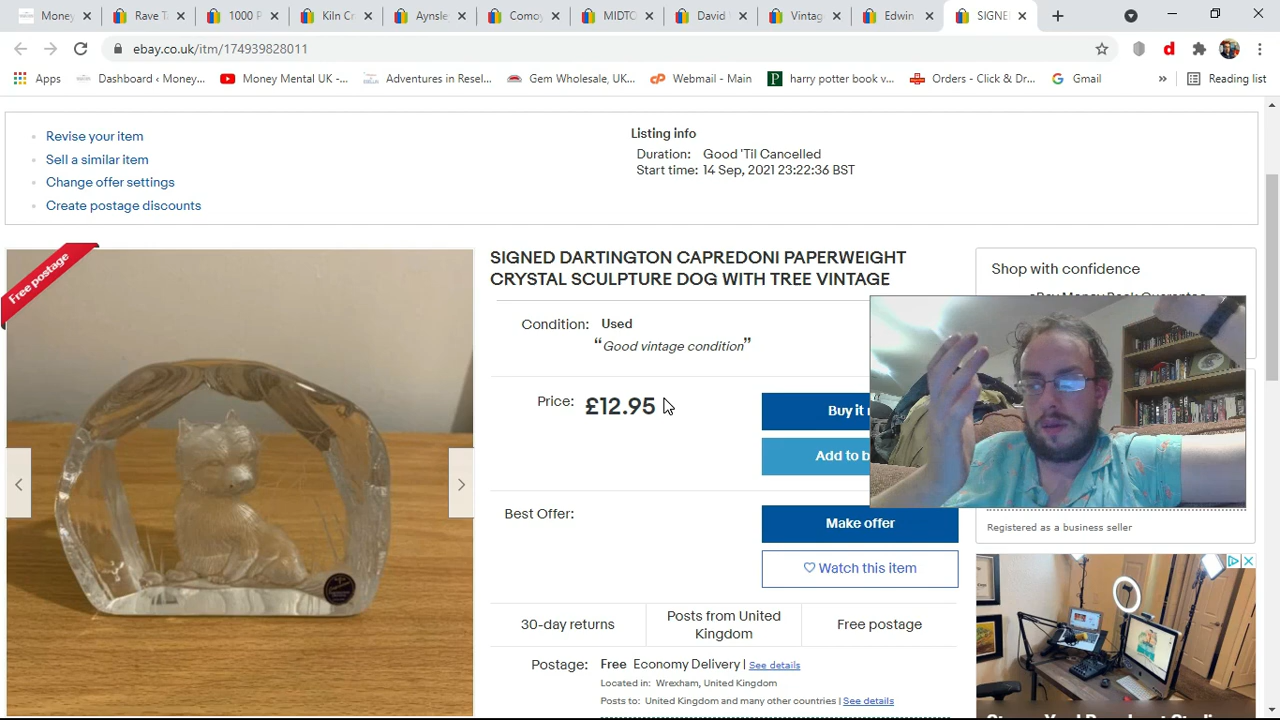 Money
Rave Ta
1000 P
Kiln Cr
Aynsle
Comoy
MIDTO
David I
Vintag
Edwin
SIGNE
ebay.co.uk/itm/174939828011
Apps
Dashboard ‹ Money...
Money Mental UK -...
Adventures in Resel...
Gem Wholesale, UK...
Webmail - Main
harry potter book v...
Orders - Click & Dr...
Gmail
»
Reading list
Revise your item
Sell a similar item
Change offer settings
Create postage discounts
Listing info
Duration: Good 'Til Cancelled
Start time: 14 Sep, 2021 23:22:36 BST
Free postage
SIGNED DARTINGTON CAPREDONI PAPERWEIGHT
CRYSTAL SCULPTURE DOG WITH TREE VINTAGE
Condition: Used
“Good vintage condition”
Price: £12.95
Buy it
Add to b
Best Offer:
Make offer
Watch this item
30-day returns
Posts from United
Kingdom
Free postage
Postage: Free Economy Delivery | See details
Located in: Wrexham, United Kingdom
Posts to: United Kingdom and many other countries | See details
Shop with confidence
eBay Money Back Guarantee
Registered as a business seller